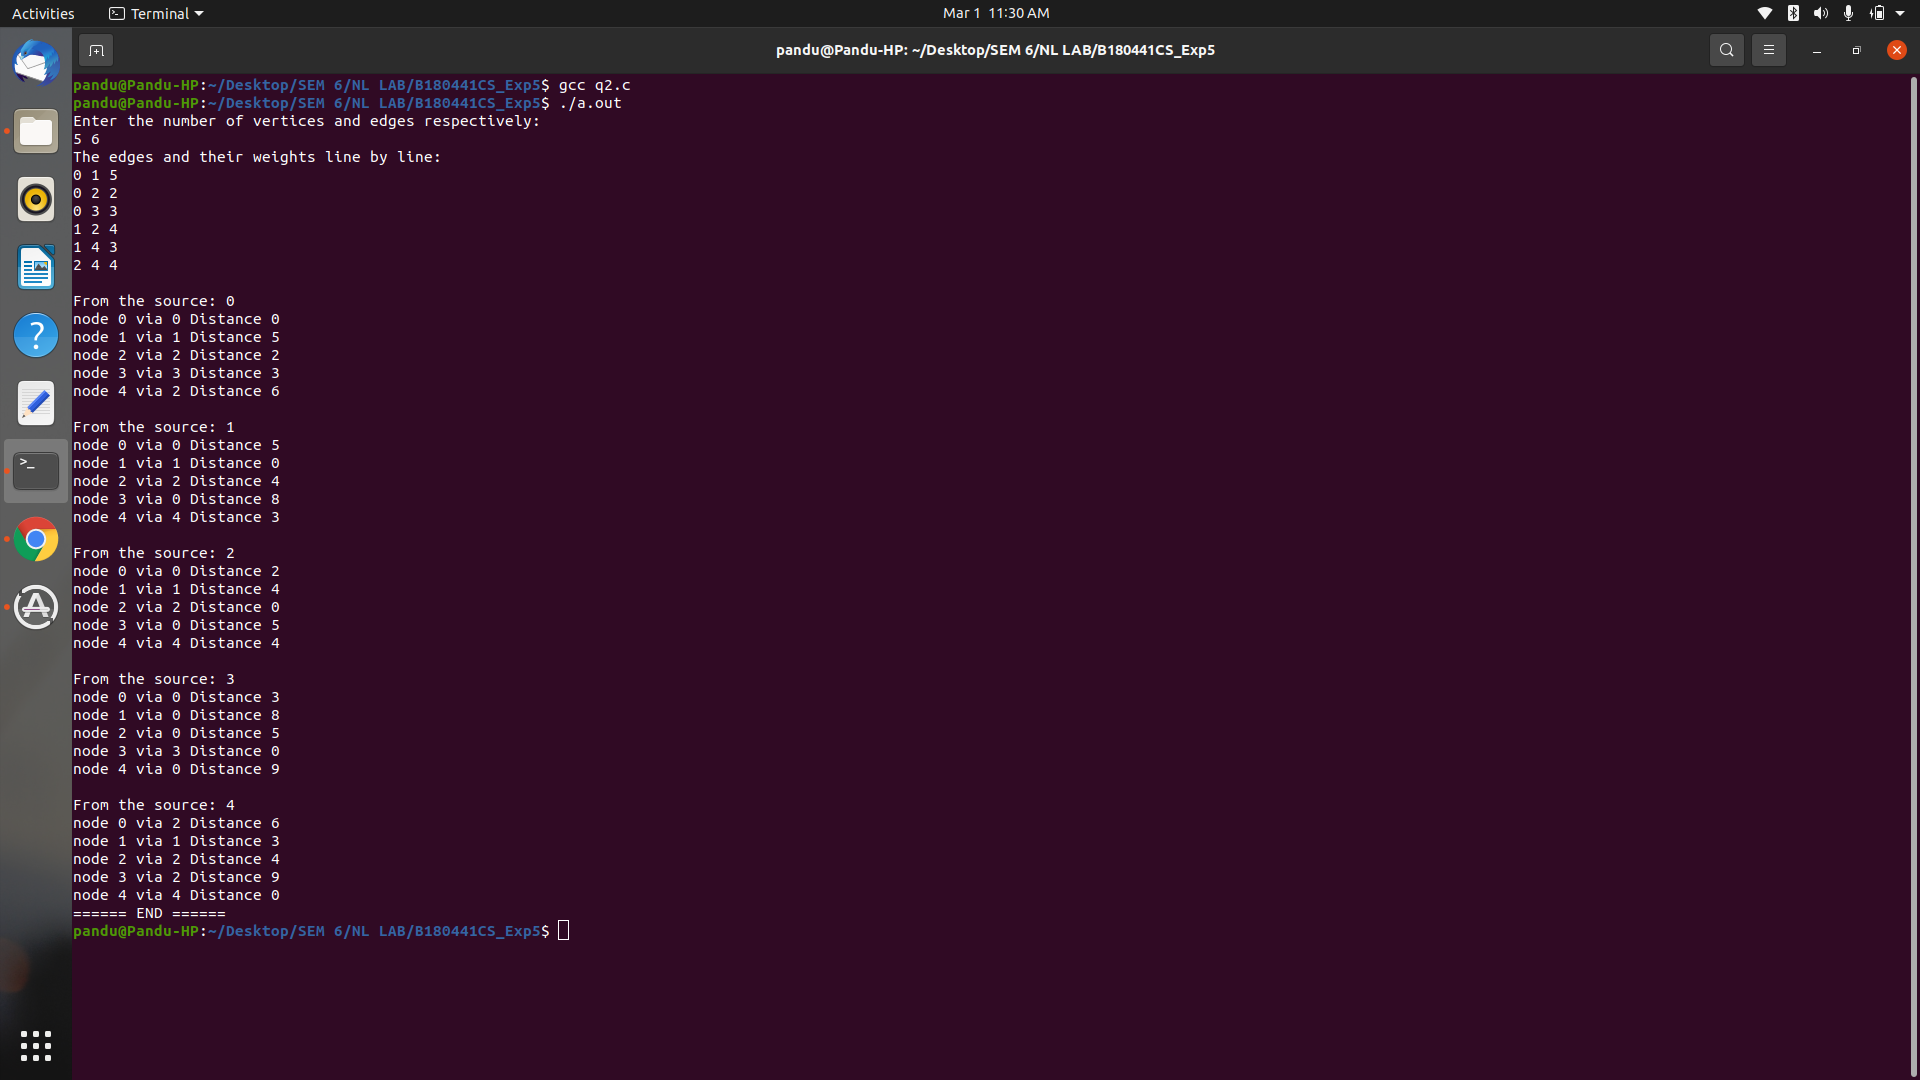 Activities
Terminal
Mar 1 11:30 AM
pandu@Pandu-HP: ~/Desktop/SEM 6/NL LAB/B180441CS_Exp5
pandu@Pandu-HP:~/Desktop/SEM 6/NL LAB/B180441CS_Exp5$ gcc q2.c
pandu@Pandu-HP:~/Desktop/SEM 6/NL LAB/B180441CS_Exp5$ ./a.out
Enter the number of vertices and edges respectively:
5 6
The edges and their weights line by line:
0 1 5
0 2 2
0 3 3
1 2 4
1 4 3
2 4 4
From the source: 0
node 0 via 0 Distance 0
node 1 via 1 Distance 5
node 2 via 2 Distance 2
node 3 via 3 Distance 3
node 4 via 2 Distance 6
From the source: 1
node 0 via 0 Distance 5
node 1 via 1 Distance 0
node 2 via 2 Distance 4
node 3 via 0 Distance 8
node 4 via 4 Distance 3
From the source: 2
node 0 via 0 Distance 2
node 1 via 1 Distance 4
node 2 via 2 Distance 0
node 3 via 0 Distance 5
node 4 via 4 Distance 4
From the source: 3
node 0 via 0 Distance 3
node 1 via 0 Distance 8
node 2 via 0 Distance 5
node 3 via 3 Distance 0
node 4 via 0 Distance 9
From the source: 4
node 0 via 2 Distance 6
node 1 via 1 Distance 3
node 2 via 2 Distance 4
node 3 via 2 Distance 9
node 4 via 4 Distance 0
====== END ======
pandu@Pandu-HP:~/Desktop/SEM 6/NL LAB/B180441CS_Exp5$